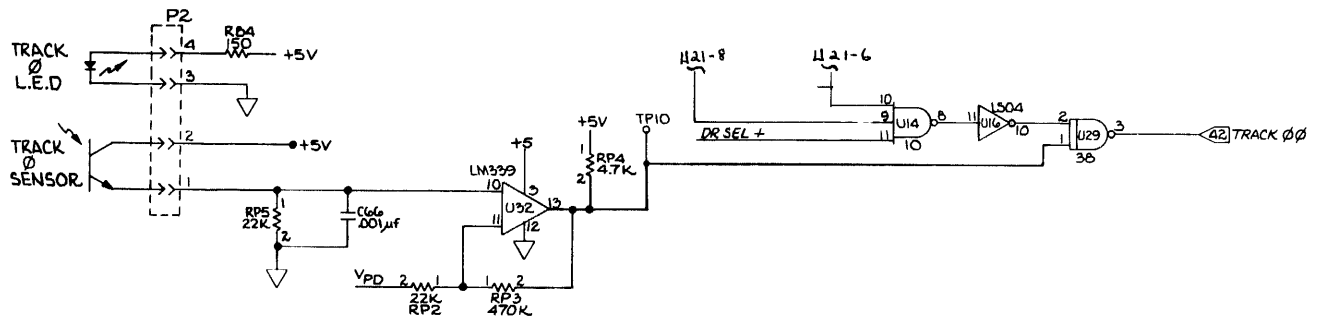 P2
TRACK
Ø
L.E.D
4
R84
150
+5V
3
TRACK
Ø
SENSOR
2
+5V
1
RP5
22K
1
2
C66
.001µf
LM339
+5
10
3
U32
13
11
12
+5V
1
RP4
4.7K
2
TP10
VPD
2
1
22K
RP2
1
2
RP3
470K
U21-8
U21-6
10
9
DR SEL +
11
U14
8
10
LS04
11
U16
10
2
1
U29
3
38
42
TRACK ØØ